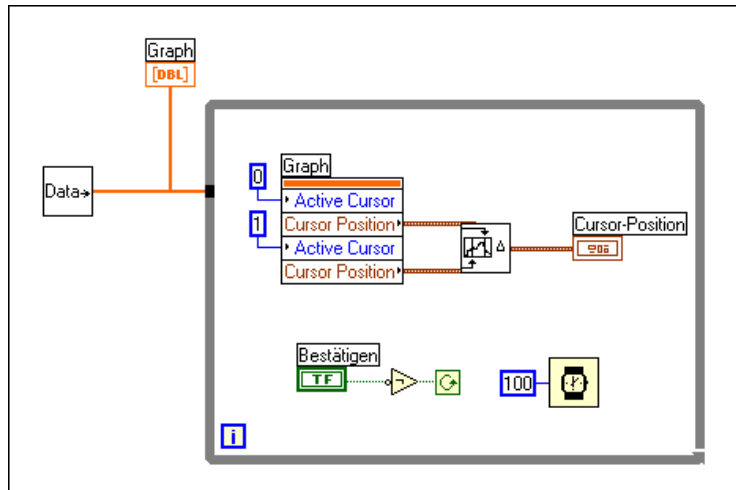 Graph
[DBL]
Data
Graph
0
Active Cursor
Cursor Position
1
Active Cursor
Cursor Position
Δ
Cursor-Position
Bestätigen
TF
100
i